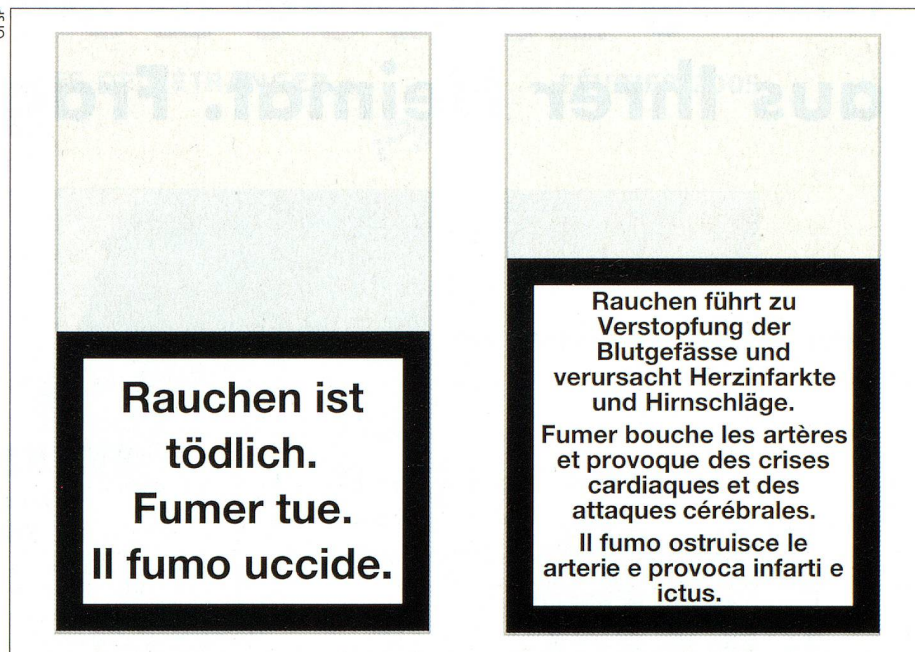 Rauchen ist
tödlich.
Fumer tue.
Il fumo uccide.
Rauchen führt zu
Verstopfung der
Blutgefässe und
verursacht Herzinfarkte
und Hirnschläge.
Fumer bouche les artères
et provoque des crises
cardiaques et des
attaques cérébrales.
Il fumo ostruisce le
arterie e provoca infarti e
ictus.